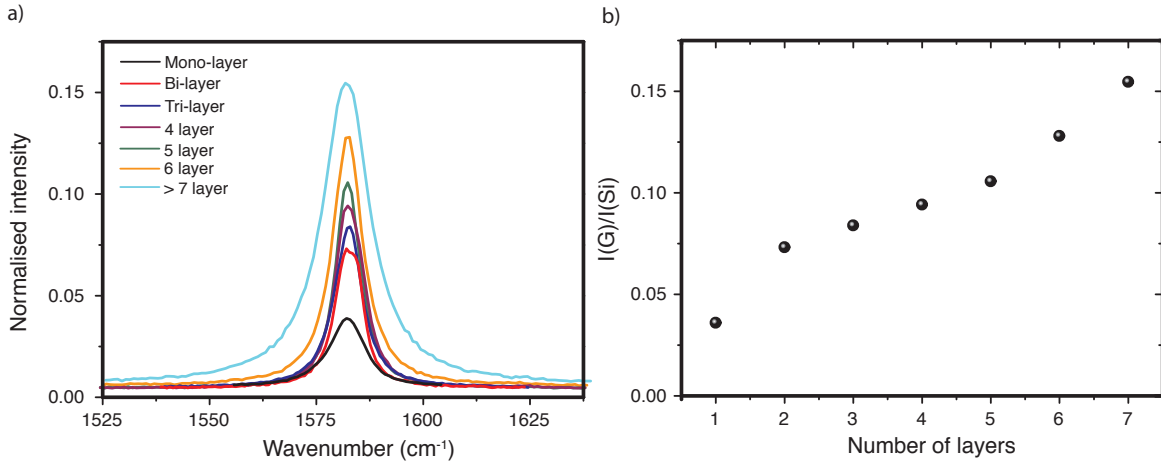 a)
Normalised intensity
0.15
0.10
0.05
0.00
Mono-layer
Bi-layer
Tri-layer
4 layer
5 layer
6 layer
> 7 layer
1525
1550
1575
1600
1625
Wavenumber (cm⁻¹)
b)
I(G)/I(Si)
0.15
0.10
0.05
0.00
1
2
3
4
5
6
7
Number of layers